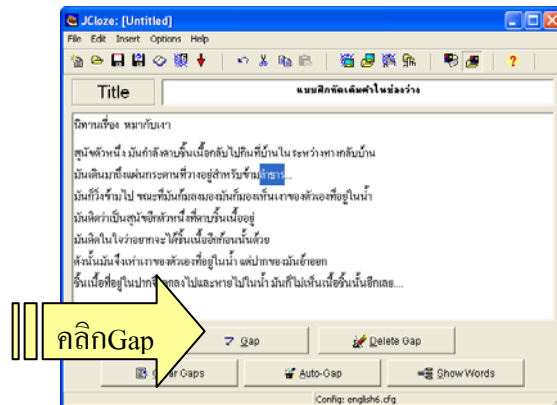 JCloze: [Untitled]
File Edit Insert Options Help
Title
แบบฝึกหัดเติมคำในช่องว่าง
นิทานเรื่อง หมากับเงา
สุนัขตัวหนึ่ง มันกำลังคาบชิ้นเนื้อกลับไปกินที่บ้าน ในระหว่างทางกลับบ้าน
มันเดินมาถึงแผ่นกระดานที่วางอยู่สำหรับข้ามลำธาร...
มันก็วิ่งข้ามไป ขณะที่มันก้มลงมองมันก็มองเห็นเงาของตัวเองที่อยู่ในน้ำ
มันคิดว่าเป็นสุนัขอีกตัวหนึ่งที่คาบชิ้นเนื้ออยู่
มันคิดในใจว่าอยากจะได้ชิ้นเนื้ออีกก้อนนั้นด้วย
ดังนั้นมันจึงเห่าเงาของตัวเองที่อยู่ในน้ำ แต่ปากของมันอ้าออก
ชิ้นเนื้อที่อยู่ในปาก ตกลงไปและหายไปในน้ำ มันก็ไม่เห็นเนื้อชิ้นนั้นอีกเลย....
คลิกGap
Gap
Delete Gap
Gaps
Auto-Gap
Show Words
Config: english6.cfg